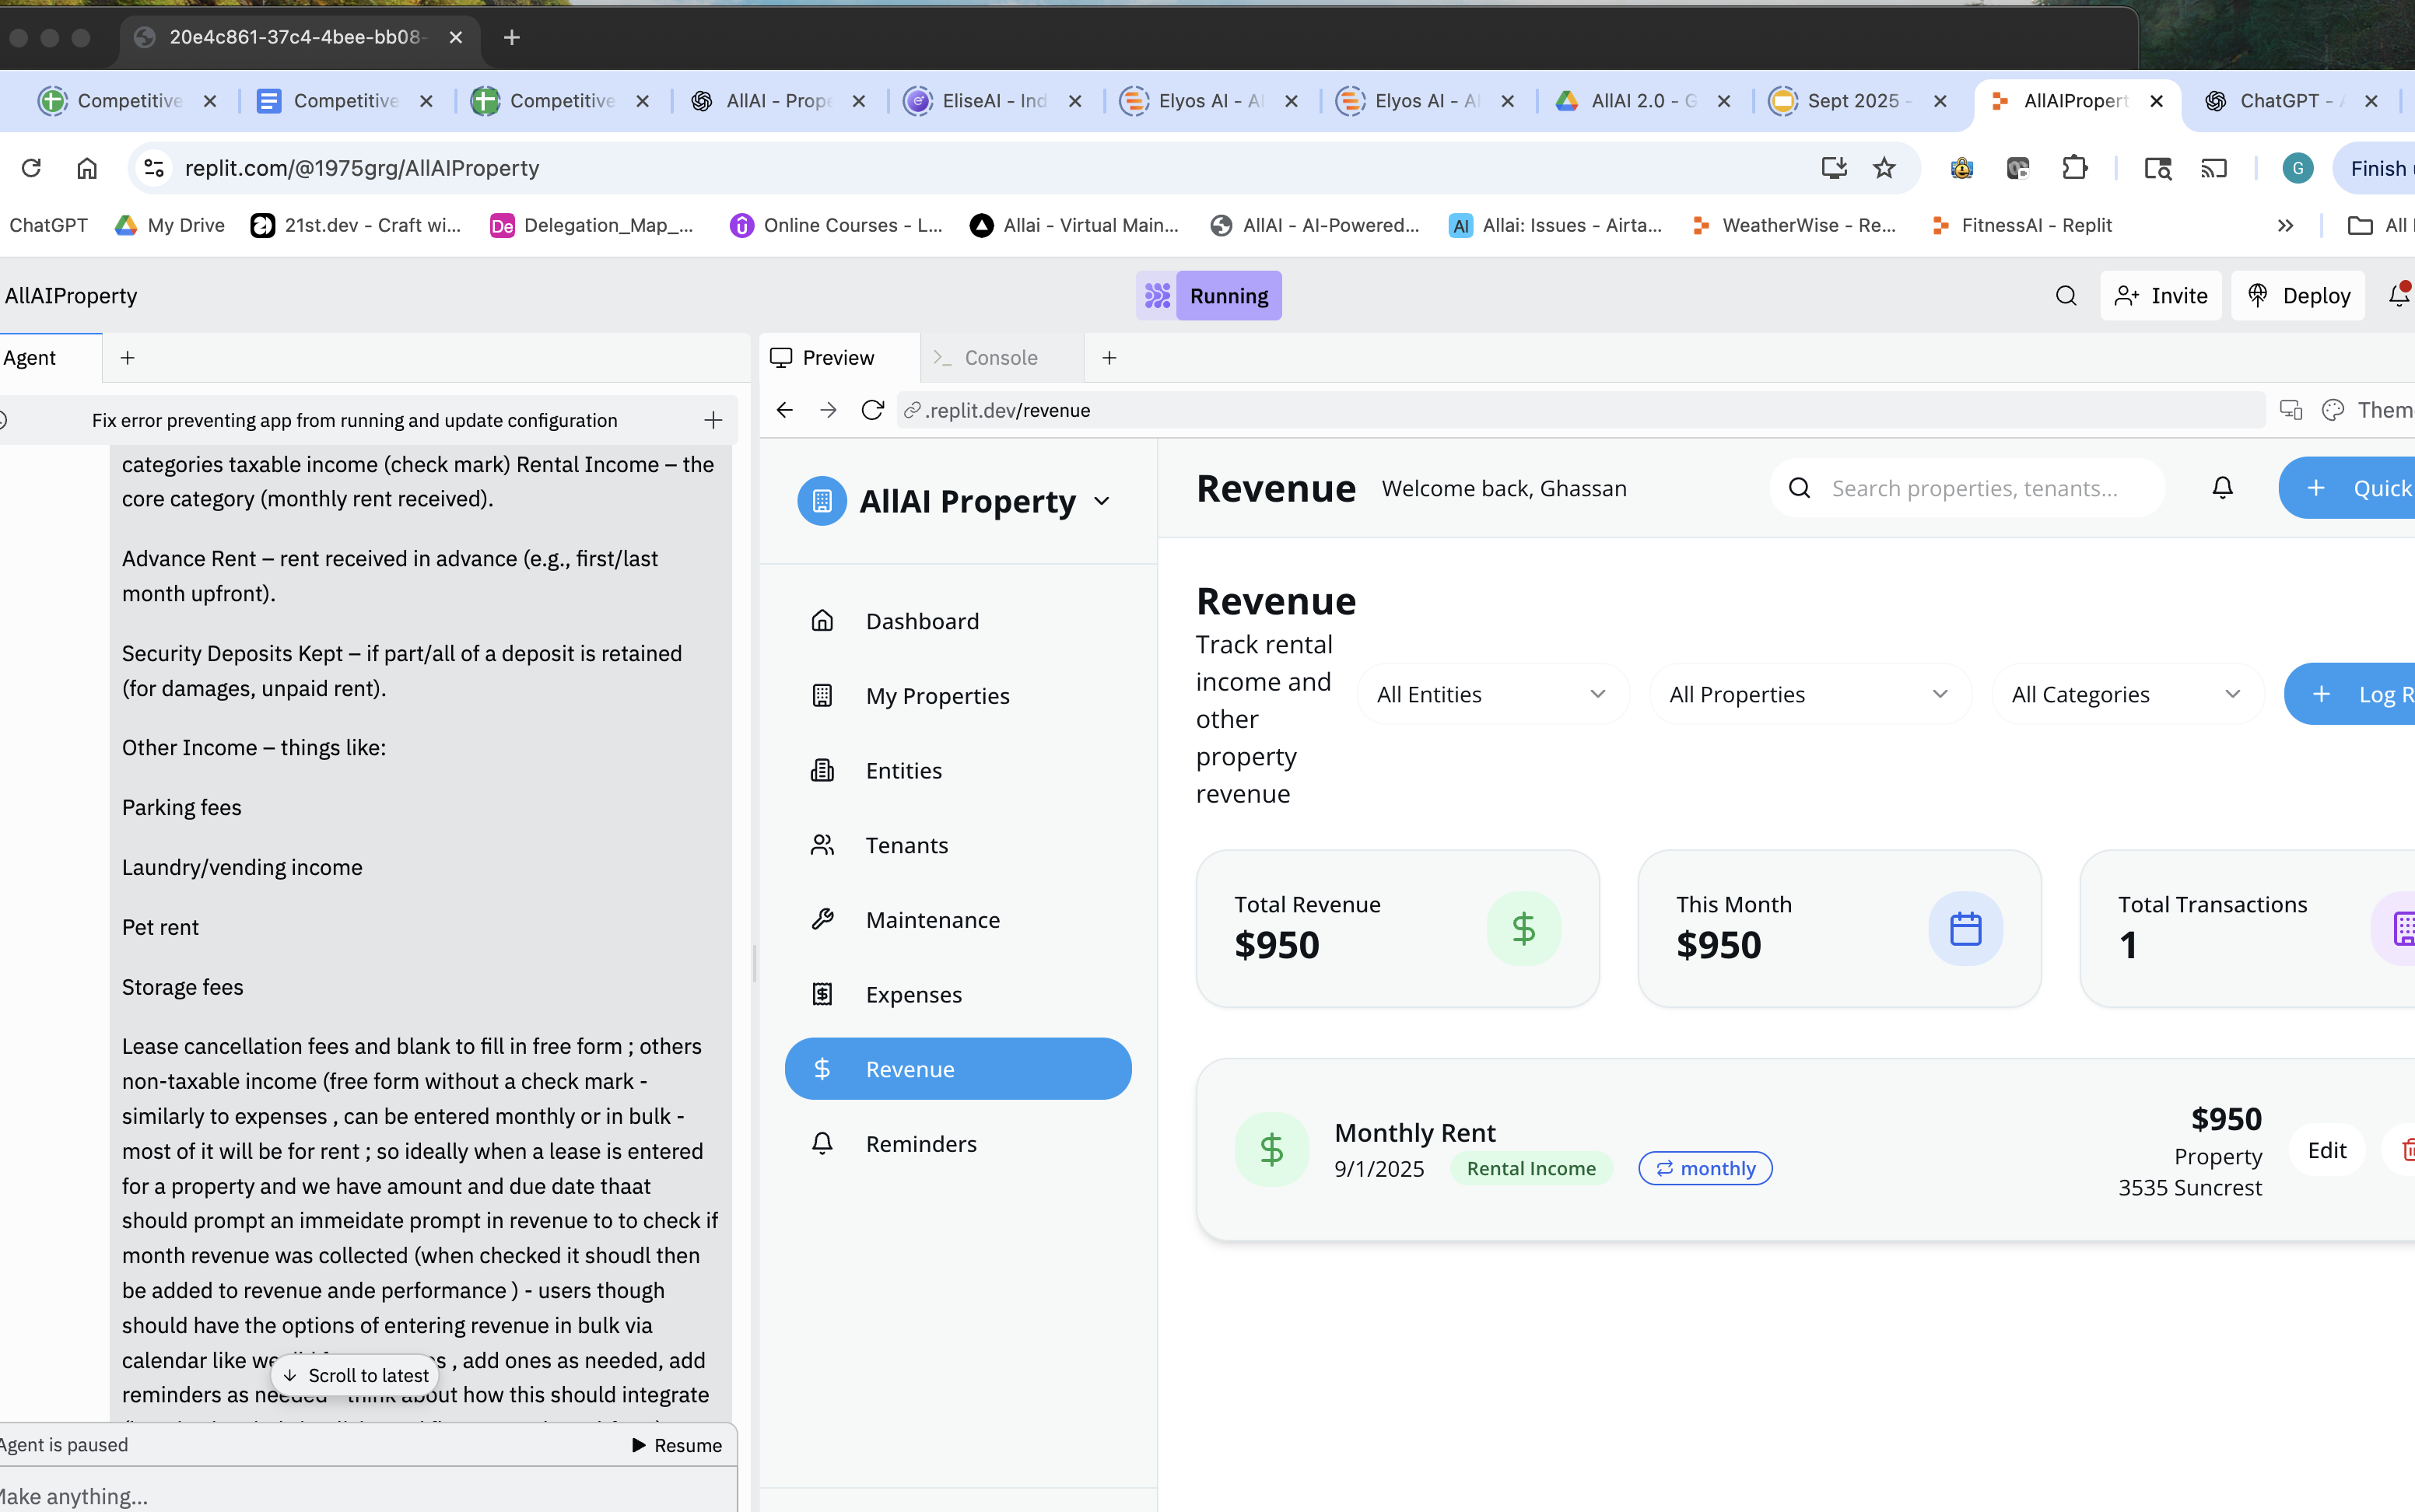 20e4c861-37c4-4bee-bb08-
Competitive
Competitive
Competitive
AllAI - Prope
EliseAI - Ind
Elyos AI - AI
Elyos AI - AI
AllAI 2.0 - G
Sept 2025 -
AllAIPropert
ChatGPT - A
replit.com/@1975grg/AllAIProperty
G
Finish
ChatGPT
My Drive
21st.dev - Craft wi...
De
Delegation_Map_...
Online Courses - L...
Allai - Virtual Main...
AllAI - AI-Powered...
AI
Allai: Issues - Airta...
WeatherWise - Re...
FitnessAI - Replit
All
AllAIProperty
Running
Invite
Deploy
Agent
Preview
Console
Fix error preventing app from running and update configuration
.replit.dev/revenue
Them
categories taxable income (check mark) Rental Income – the
core category (monthly rent received).
Advance Rent – rent received in advance (e.g., first/last
month upfront).
Security Deposits Kept – if part/all of a deposit is retained
(for damages, unpaid rent).
Other Income – things like:
Parking fees
Laundry/vending income
Pet rent
Storage fees
Lease cancellation fees and blank to fill in free form ; others
non-taxable income (free form without a check mark -
similarly to expenses , can be entered monthly or in bulk -
most of it will be for rent ; so ideally when a lease is entered
for a property and we have amount and due date thaat
should prompt an immeidate prompt in revenue to to check if
month revenue was collected (when checked it shoudl then
be added to revenue ande performance ) - users though
should have the options of entering revenue in bulk via
calendar like we , add ones as needed, add
reminders as needed - think about how this should integrate
Scroll to latest
Agent is paused
Resume
Make anything...
AllAI Property
Dashboard
My Properties
Entities
Tenants
Maintenance
Expenses
Revenue
Reminders
Revenue
Welcome back, Ghassan
Search properties, tenants...
Quick
Revenue
Track rental
income and
other
property
revenue
All Entities
All Properties
All Categories
Log R
Total Revenue
$950
This Month
$950
Total Transactions
1
Monthly Rent
9/1/2025
Rental Income
monthly
$950
Property
3535 Suncrest
Edit